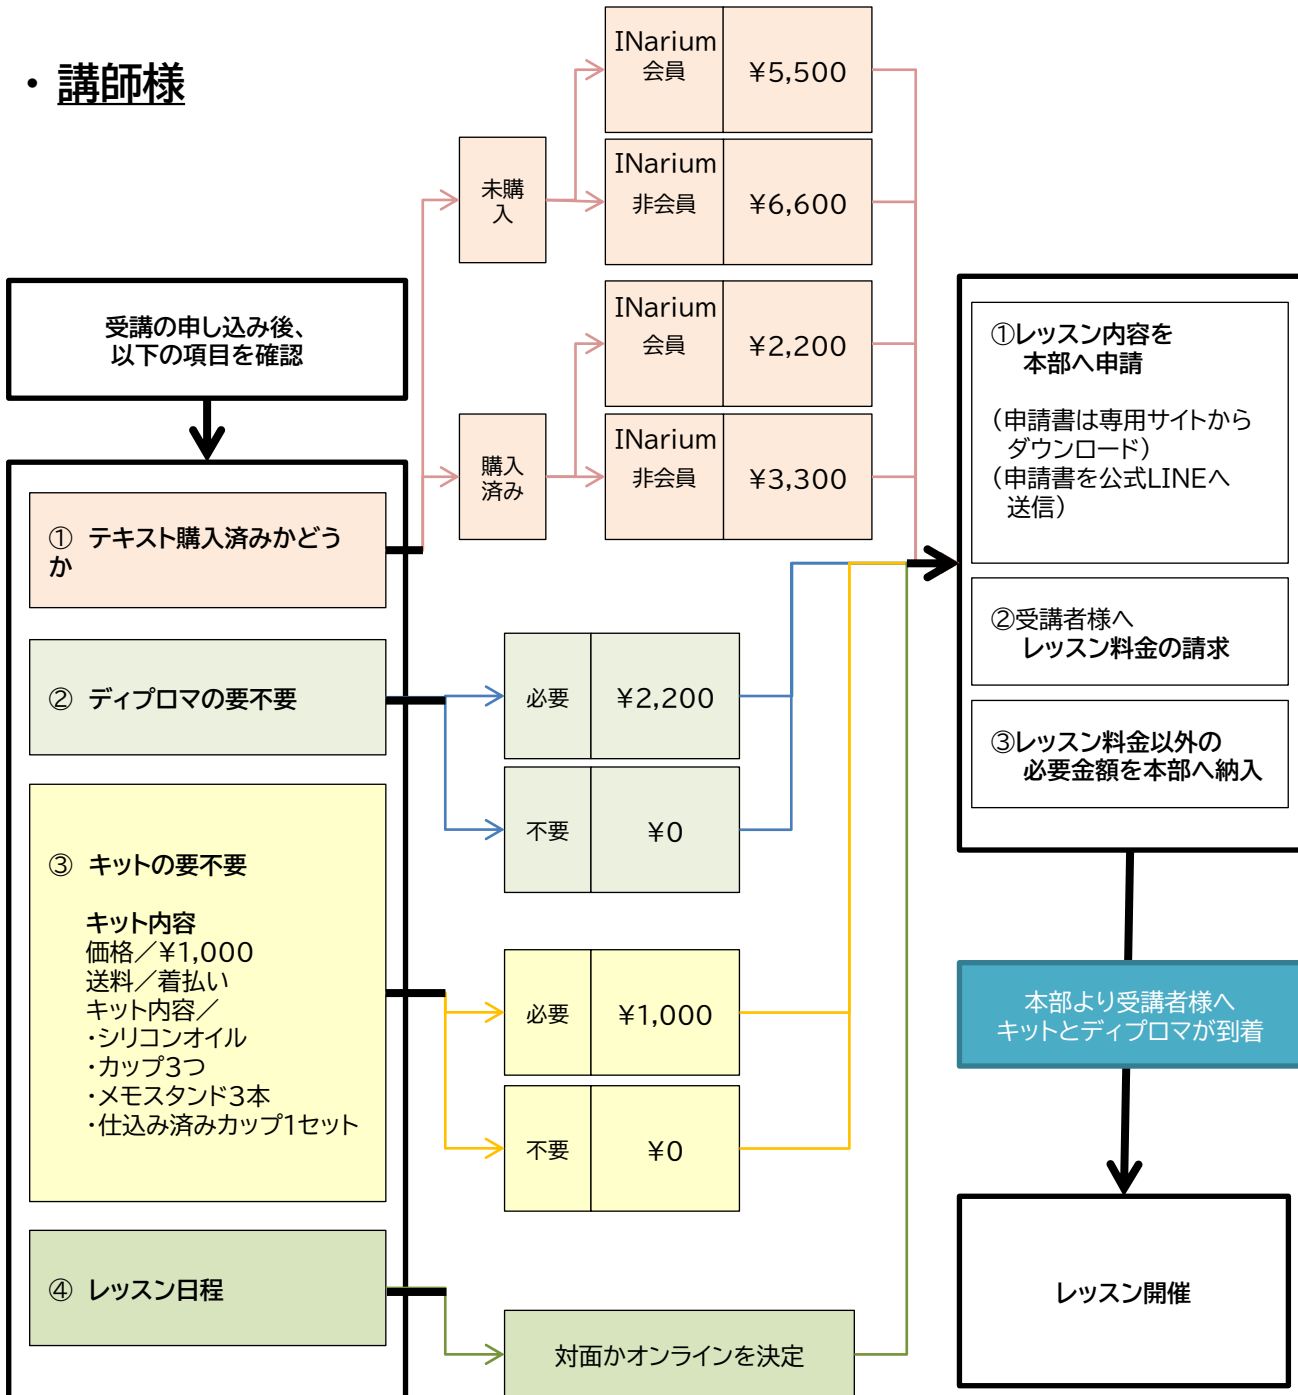 ・講師様
受講の申し込み後、
以下の項目を確認
① テキスト購入済みかどう
か
未購
入
INarium
会員
¥5,500
INarium
非会員
¥6,600
購入
済み
INarium
会員
¥2,200
INarium
非会員
¥3,300
② ディプロマの要不要
必要
¥2,200
不要
¥0
③ キットの要不要
キット内容
価格／¥1,000
送料／着払い
キット内容／
・シリコンオイル
・カップ3つ
・メモスタンド3本
・仕込み済みカップ1セット
必要
¥1,000
不要
¥0
④ レッスン日程
対面かオンラインを決定
①レッスン内容を
本部へ申請
（申請書は専用サイトから
ダウンロード）
（申請書を公式LINEへ
送信）
②受講者様へ
レッスン料金の請求
③レッスン料金以外の
必要金額を本部へ納入
本部より受講者様へ
キットとディプロマが到着
レッスン開催